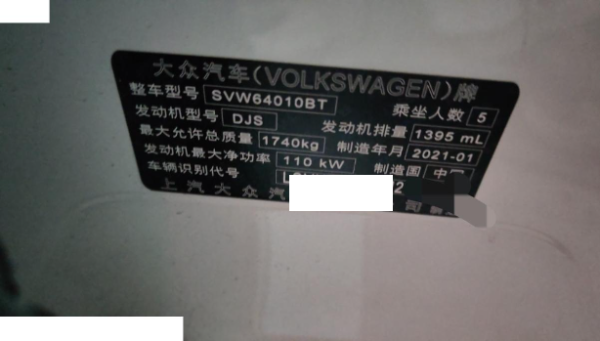 大众汽车(VOLKSWAGEN)牌
整车型号 SVW64010BT 乘坐人数 5
发动机型号 DJS 发动机排量 1395 mL
最大允许总质量 1740kg 制造年月 2021-01
发动机最大净功率 110 kW 制造国 中国
车辆识别代号
上汽大众汽 司